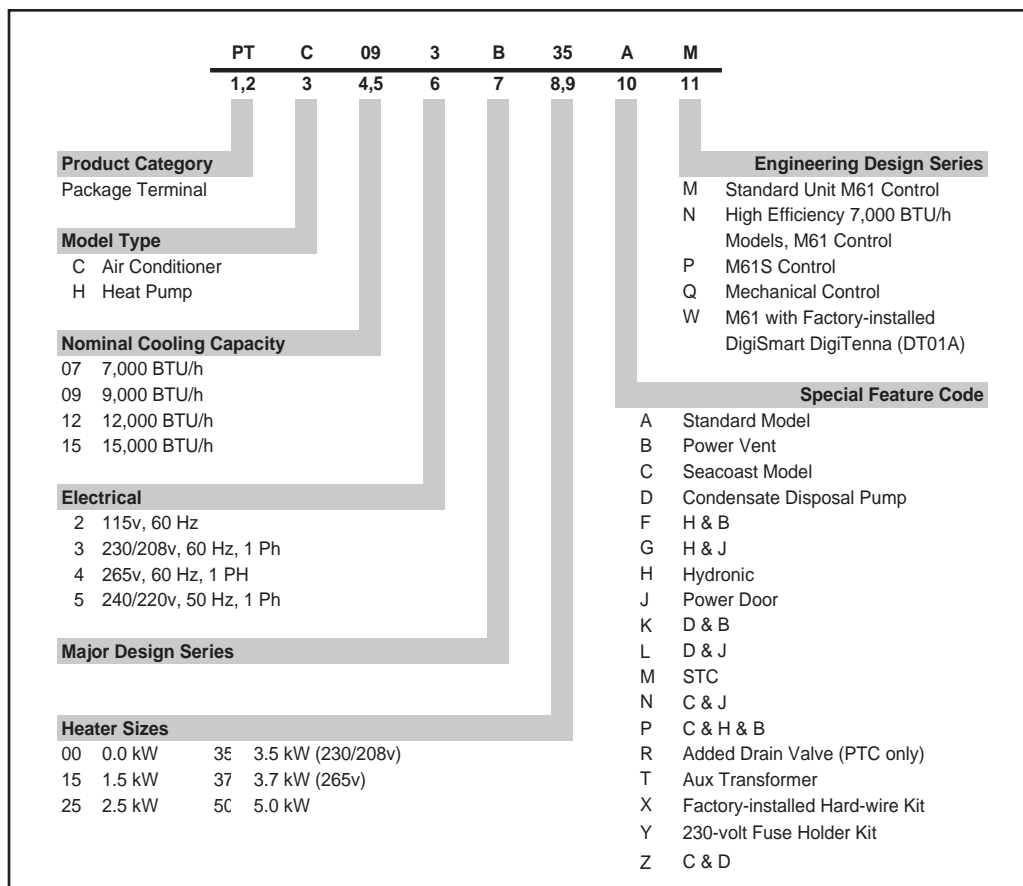 PT C 09 3 B 35 A M
1,2 3 4,5 6 7 8,9 10 11
Product Category
Package Terminal
Model Type
C Air Conditioner
H Heat Pump
Nominal Cooling Capacity
07 7,000 BTU/h
09 9,000 BTU/h
12 12,000 BTU/h
15 15,000 BTU/h
Electrical
2 115v, 60 Hz
3 230/208v, 60 Hz, 1 Ph
4 265v, 60 Hz, 1 PH
5 240/220v, 50 Hz, 1 Ph
Major Design Series
Heater Sizes
00 0.0 kW 35 3.5 kW (230/208v)
15 1.5 kW 37 3.7 kW (265v)
25 2.5 kW 50 5.0 kW
Engineering Design Series
M Standard Unit M61 Control
N High Efficiency 7,000 BTU/h
Models, M61 Control
P M61S Control
Q Mechanical Control
W M61 with Factory-installed
DigiSmart DigiTenna (DT01A)
Special Feature Code
A Standard Model
B Power Vent
C Seacoast Model
D Condensate Disposal Pump
F H & B
G H & J
H Hydronic
J Power Door
K D & B
L D & J
M STC
N C & J
P C & H & B
R Added Drain Valve (PTC only)
T Aux Transformer
X Factory-installed Hard-wire Kit
Y 230-volt Fuse Holder Kit
Z C & D